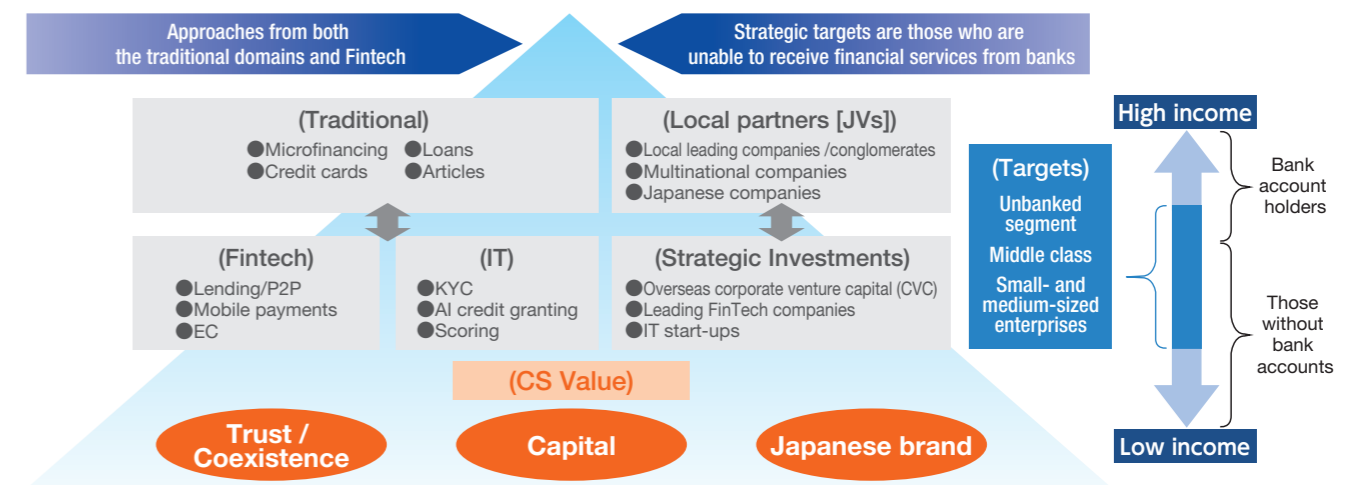 Approaches from both
the traditional domains and Fintech
Strategic targets are those who are
unable to receive financial services from banks
(Traditional)
●Microfinancing ●Loans
●Credit cards ●Articles
(Local partners [JVs])
●Local leading companies /conglomerates
●Multinational companies
●Japanese companies
(Fintech)
●Lending/P2P
●Mobile payments
●EC
(IT)
●KYC
●AI credit granting
●Scoring
(Strategic Investments)
●Overseas corporate venture capital (CVC)
●Leading FinTech companies
●IT start-ups
(Targets)
Unbanked
segment
Middle class
Small- and
medium-sized
enterprises
High income
Bank
account
holders
Those
without
bank
accounts
Low income
(CS Value)
Trust /
Coexistence
Capital
Japanese brand